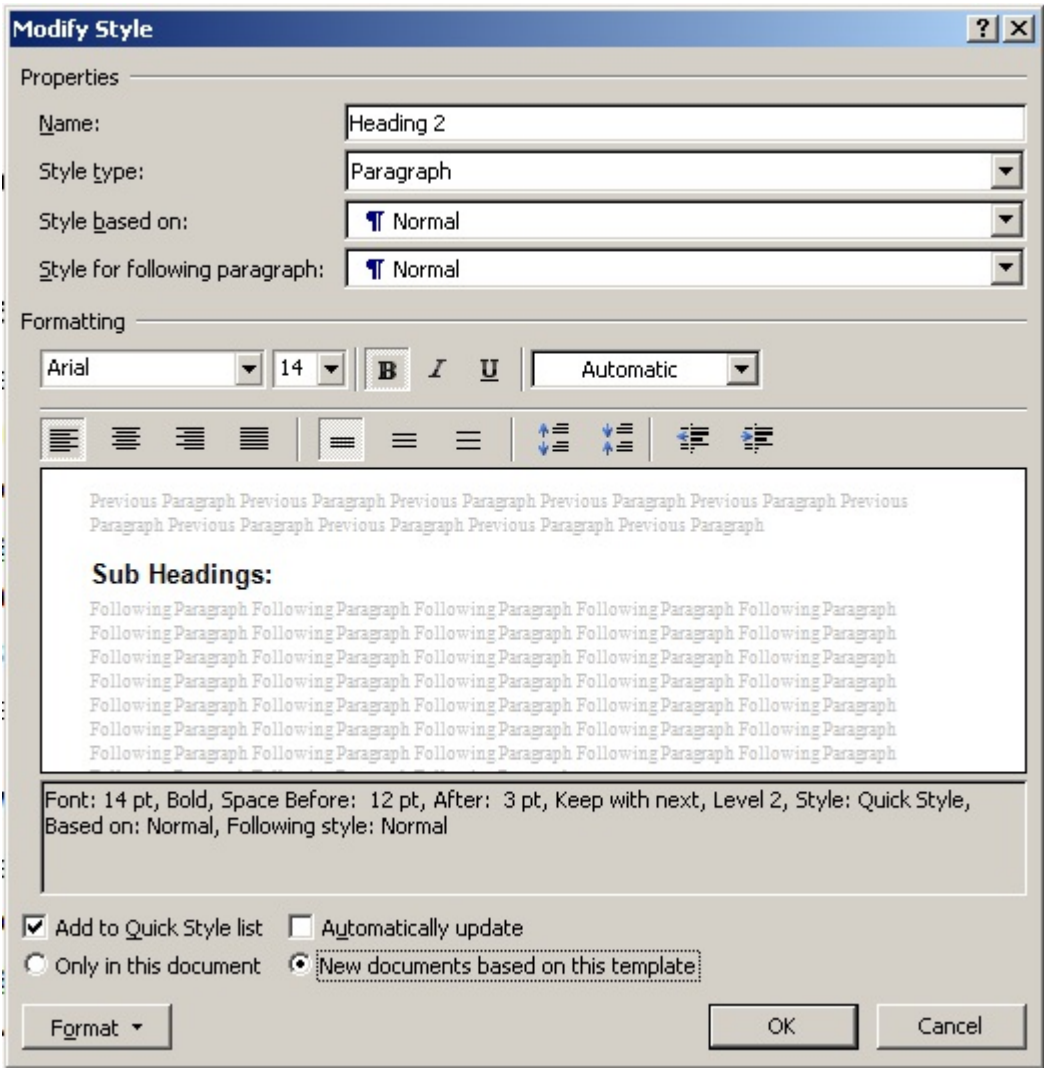 Modify Style
Properties
Name:
Heading 2
Style type:
Paragraph
Style based on:
¶ Normal
Style for following paragraph:
¶ Normal
Formatting
Arial
14
B I U
Automatic
Previous Paragraph Previous Paragraph Previous Paragraph Previous Paragraph Previous Paragraph Previous
Paragraph Previous Paragraph Previous Paragraph Previous Paragraph Previous Paragraph
Sub Headings:
Following Paragraph Following Paragraph Following Paragraph Following Paragraph Following Paragraph
Following Paragraph Following Paragraph Following Paragraph Following Paragraph Following Paragraph
Following Paragraph Following Paragraph Following Paragraph Following Paragraph Following Paragraph
Following Paragraph Following Paragraph Following Paragraph Following Paragraph Following Paragraph
Following Paragraph Following Paragraph Following Paragraph Following Paragraph Following Paragraph
Following Paragraph Following Paragraph Following Paragraph Following Paragraph Following Paragraph
Following Paragraph Following Paragraph Following Paragraph Following Paragraph Following Paragraph
Font: 14 pt, Bold, Space Before: 12 pt, After: 3 pt, Keep with next, Level 2, Style: Quick Style,
Based on: Normal, Following style: Normal
Add to Quick Style list
Automatically update
Only in this document
New documents based on this template
Format
OK
Cancel